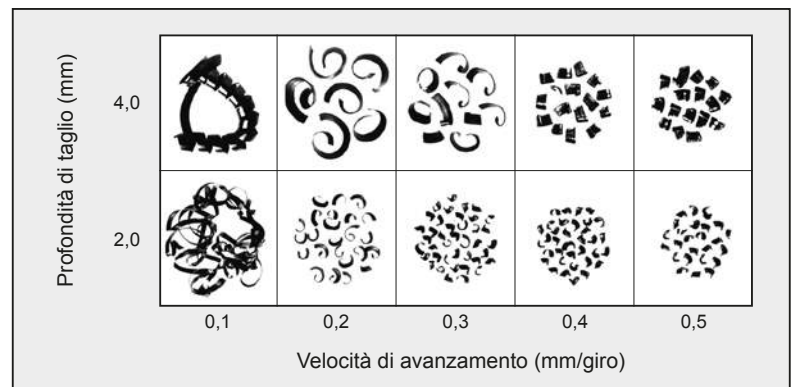 Profondità di taglio (mm)
4,0
2,0
0,1 0,2 0,3 0,4 0,5
Velocità di avanzamento (mm/giro)